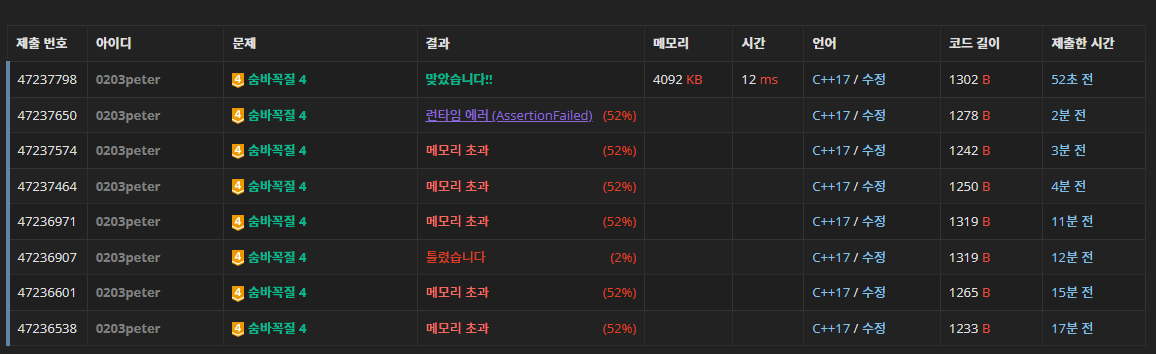 제출 번호 아이디 문제 결과 메모리 시간 언어 코드 길이 제출한 시간
47237798 0203peter 4 숨바꼭질 4 맞았습니다!! 4092 KB 12 ms C++17 / 수정 1302 B 52초 전
47237650 0203peter 4 숨바꼭질 4 런타임 에러 (AssertionFailed) (52%) C++17 / 수정 1278 B 2분 전
47237574 0203peter 4 숨바꼭질 4 메모리 초과 (52%) C++17 / 수정 1242 B 3분 전
47237464 0203peter 4 숨바꼭질 4 메모리 초과 (52%) C++17 / 수정 1250 B 4분 전
47236971 0203peter 4 숨바꼭질 4 메모리 초과 (52%) C++17 / 수정 1319 B 11분 전
47236907 0203peter 4 숨바꼭질 4 틀렸습니다 (2%) C++17 / 수정 1319 B 12분 전
47236601 0203peter 4 숨바꼭질 4 메모리 초과 (52%) C++17 / 수정 1265 B 15분 전
47236538 0203peter 4 숨바꼭질 4 메모리 초과 (52%) C++17 / 수정 1233 B 17분 전